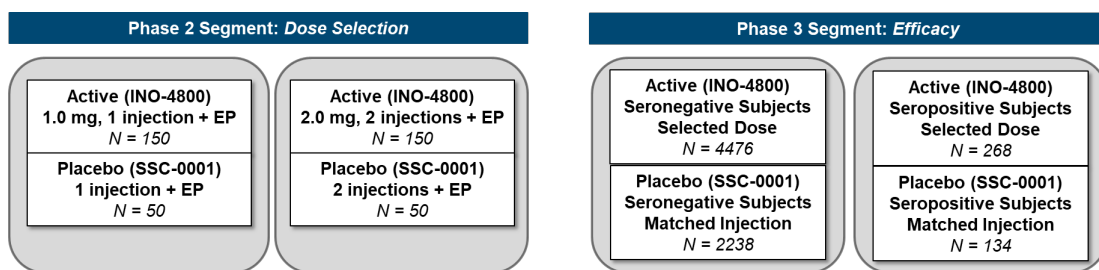 Phase 2 Segment: Dose Selection
Active (INO-4800)
1.0 mg, 1 injection + EP
N = 150
Placebo (SSC-0001)
1 injection + EP
N = 50
Active (INO-4800)
2.0 mg, 2 injections + EP
N = 150
Placebo (SSC-0001)
2 injections + EP
N = 50
Phase 3 Segment: Efficacy
Active (INO-4800)
Seronegative Subjects
Selected Dose
N = 4476
Placebo (SSC-0001)
Seronegative Subjects
Matched Injection
N = 2238
Active (INO-4800)
Seropositive Subjects
Selected Dose
N = 268
Placebo (SSC-0001)
Seropositive Subjects
Matched Injection
N = 134